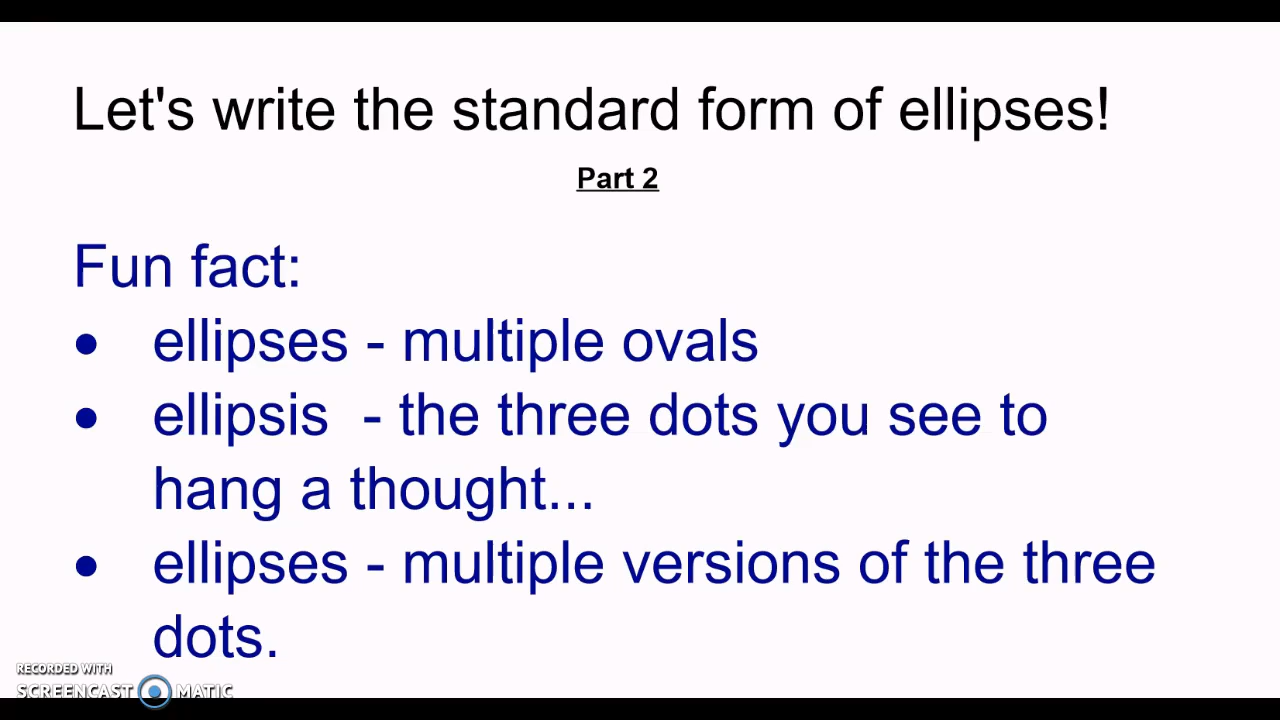 Let's write the standard form of ellipses!
Part 2
Fun fact:
• ellipses - multiple ovals
• ellipsis - the three dots you see to
hang a thought...
• ellipses - multiple versions of the three
dots.
RECORDED WITH
SCREENCAST MATIC